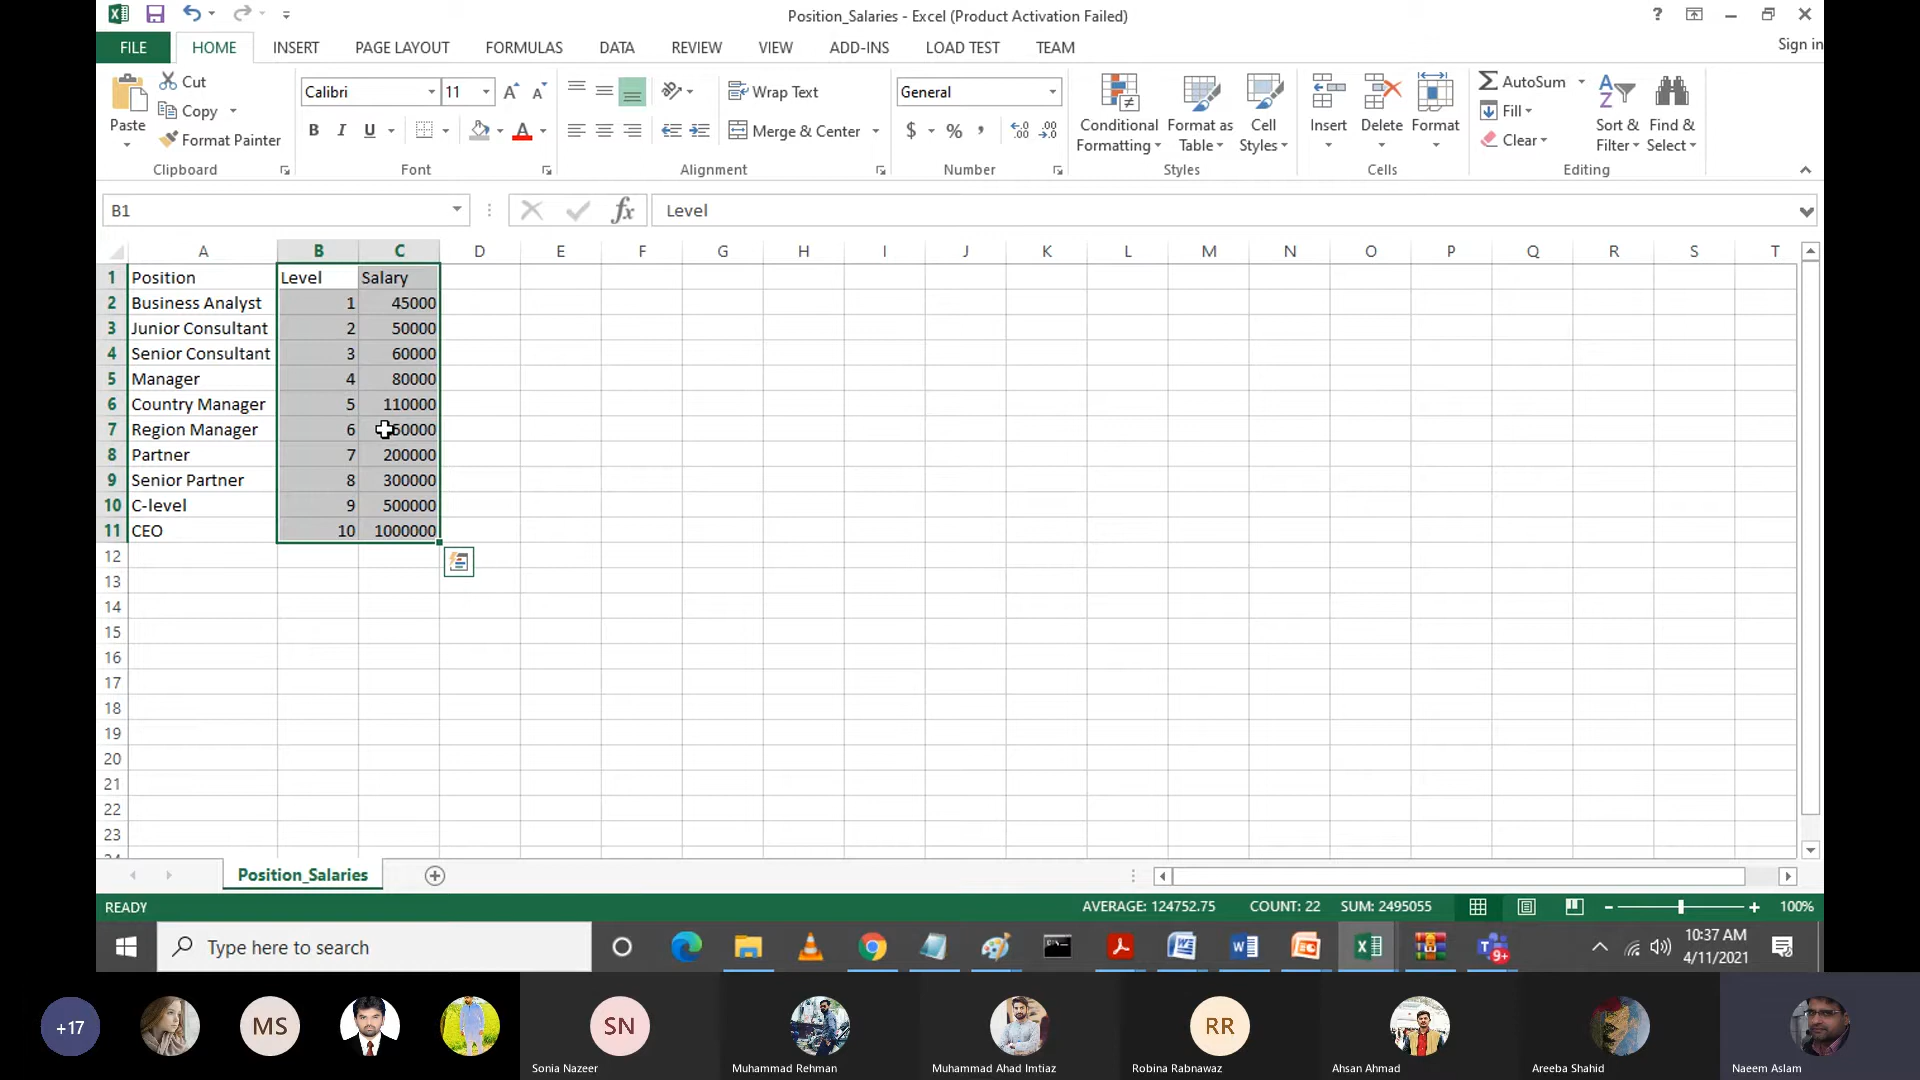 Position_Salaries - Excel (Product Activation Failed)
?
FILE HOME INSERT PAGE LAYOUT FORMULAS DATA REVIEW VIEW ADD-INS LOAD TEST TEAM Sign in
Cut
Copy
Format Painter
Paste
Clipboard
Calibri 11
B I U
Font
Wrap Text
Merge & Center
Alignment
General
$ % ,
Number
Conditional Formatting
Format as Table
Cell Styles
Styles
Insert
Delete
Format
Cells
AutoSum
Fill
Clear
Sort & Filter
Find & Select
Editing
B1 fx Level
A B C D E F G H I J K L M N O P Q R S T
1 Position Level Salary
2 Business Analyst 1 45000
3 Junior Consultant 2 50000
4 Senior Consultant 3 60000
5 Manager 4 80000
6 Country Manager 5 110000
7 Region Manager 6
8 Partner 7 200000
9 Senior Partner 8 300000
10 C-level 9 500000
11 CEO 10 1000000
12
13
14
15
16
17
18
19
20
21
22
23
Position_Salaries
READY AVERAGE: 124752.75 COUNT: 22 SUM: 2495055 100%
Type here to search
9+
10:37 AM
4/11/2021
+17
MS
SN
RR
Sonia Nazeer
Muhammad Rehman
Muhammad Ahad Imtiaz
Robina Rabnawaz
Ahsan Ahmad
Areeba Shahid
Naeem Aslam